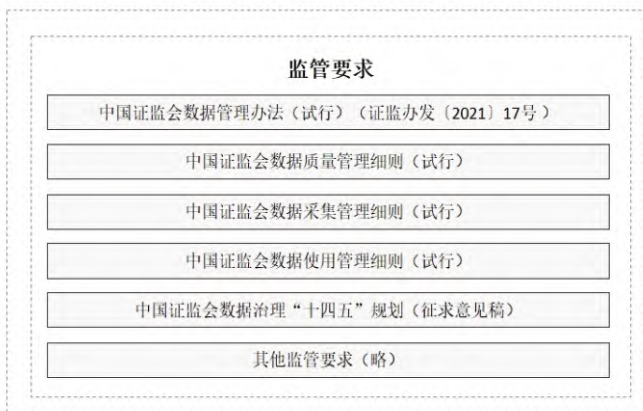 监管要求
中国证监会数据管理办法（试行）（证监办发〔2021〕17号）
中国证监会数据质量管理细则（试行）
中国证监会数据采集管理细则（试行）
中国证监会数据使用管理细则（试行）
中国证监会数据治理“十四五”规划（征求意见稿）
其他监管要求（略）